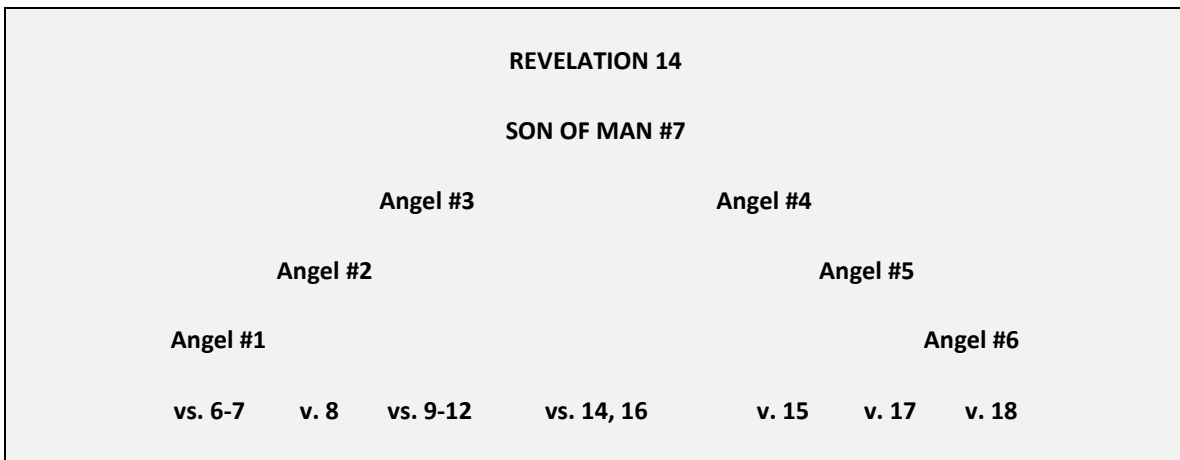 REVELATION 14
SON OF MAN #7
Angel #3 Angel #4
Angel #2 Angel #5
Angel #1 Angel #6
vs. 6-7 v. 8 vs. 9-12 vs. 14, 16 v. 15 v. 17 v. 18